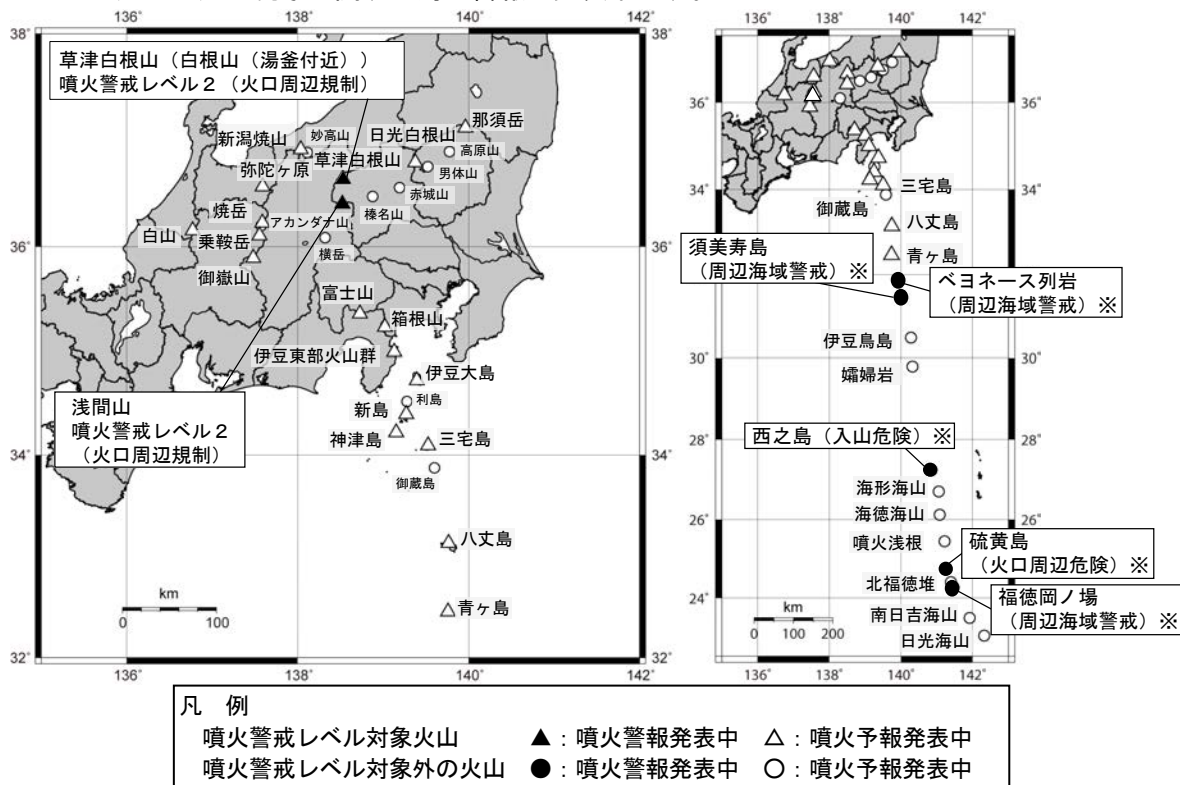 136°
138°
140°
142°
38°
36°
34°
32°
草津白根山（白根山（湯釜付近））
噴火警戒レベル２（火口周辺規制）
那須岳
日光白根山
新潟焼山
妙高山
草津白根山
高原山
男体山
弥陀ヶ原
赤城山
焼岳
アカンダナ山
榛名山
白山
乗鞍岳
横岳
御嶽山
富士山
箱根山
伊豆東部火山群
伊豆大島
利島
新島
神津島
三宅島
御蔵島
八丈島
青ヶ島
浅間山
噴火警戒レベル２
（火口周辺規制）
km
0
100
38°
36°
34°
32°
136°
138°
140°
136°
138°
140°
142°
36°
34°
30°
28°
26°
24°
三宅島
御蔵島
八丈島
青ヶ島
須美寿島
（周辺海域警戒）※
ベヨネース列岩
（周辺海域警戒）※
伊豆鳥島
孀婦岩
西之島（入山危険）※
海形海山
海徳海山
噴火浅根
硫黄島
（火口周辺危険）※
北福徳堆
福徳岡ノ場
（周辺海域警戒）※
南日吉海山
日光海山
km
0 100 200
136°
138°
140°
142°
凡　例
噴火警戒レベル対象火山　▲：噴火警報発表中　△：噴火予報発表中
噴火警戒レベル対象外の火山　●：噴火警報発表中　○：噴火予報発表中